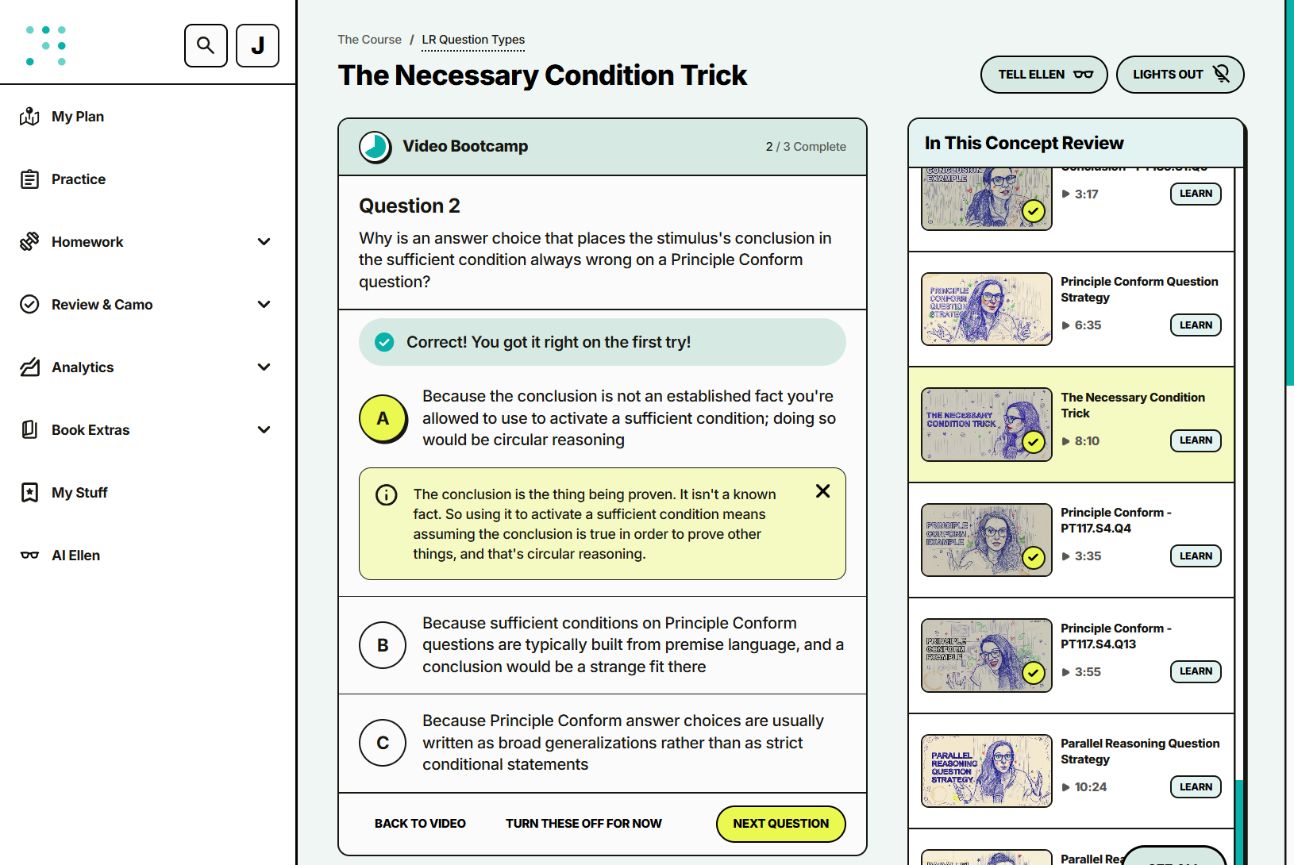 J
My Plan
Practice
Homework
Review & Camo
Analytics
Book Extras
My Stuff
AI Ellen
The Course / LR Question Types
The Necessary Condition Trick
TELL ELLEN
LIGHTS OUT
Video Bootcamp
2 / 3 Complete
Question 2
Why is an answer choice that places the stimulus's conclusion in
the sufficient condition always wrong on a Principle Conform
question?
Correct! You got it right on the first try!
A
Because the conclusion is not an established fact you're
allowed to use to activate a sufficient condition; doing so
would be circular reasoning
The conclusion is the thing being proven. It isn't a known
fact. So using it to activate a sufficient condition means
assuming the conclusion is true in order to prove other
things, and that's circular reasoning.
B
Because sufficient conditions on Principle Conform
questions are typically built from premise language, and a
conclusion would be a strange fit there
C
Because Principle Conform answer choices are usually
written as broad generalizations rather than as strict
conditional statements
BACK TO VIDEO
TURN THESE OFF FOR NOW
NEXT QUESTION
In This Concept Review
CONCLUSION
EXAMPLE
3:17
LEARN
PRINCIPLE
CONFORM
QUESTION
STRATEGY
Principle Conform Question
Strategy
6:35
LEARN
THE NECESSARY
CONDITION TRICK
The Necessary Condition
Trick
8:10
LEARN
PRINCIPLE
CONFORM
EXAMPLE
Principle Conform -
PT117.S4.Q4
3:35
LEARN
PRINCIPLE
CONFORM
EXAMPLE
Principle Conform -
PT117.S4.Q13
3:55
LEARN
PARALLEL
REASONING
QUESTION
STRATEGY
Parallel Reasoning Question
Strategy
10:24
LEARN
Parallel